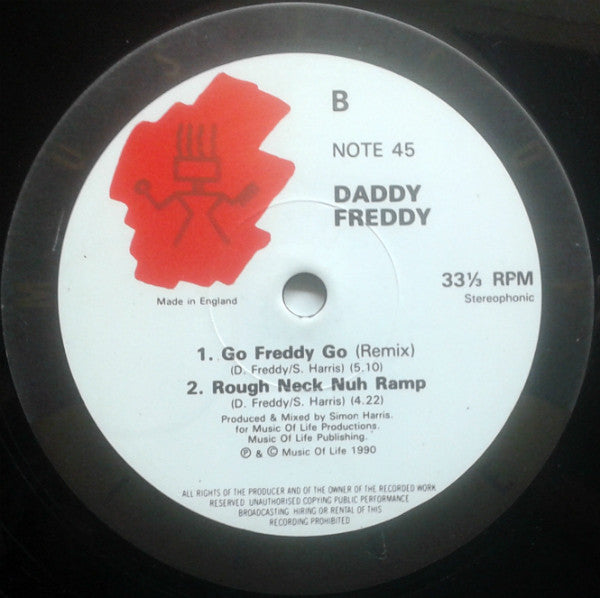 B
NOTE 45
DADDY
FREDDY
33⅓ RPM
Stereophonic
Made in England
1. Go Freddy Go (Remix)
(D. Freddy/S. Harris) (5.10)
2. Rough Neck Nuh Ramp
(D. Freddy/S. Harris) (4.22)
Produced & Mixed by Simon Harris.
for Music Of Life Productions.
Music Of Life Publishing.
℗ & © Music Of Life 1990
ALL RIGHTS OF THE PRODUCER AND OF THE OWNER OF THE RECORDED WORK
RESERVED UNAUTHORISED COPYING PUBLIC PERFORMANCE
BROADCASTING HIRING OR RENTAL OF THIS
RECORDING PROHIBITED